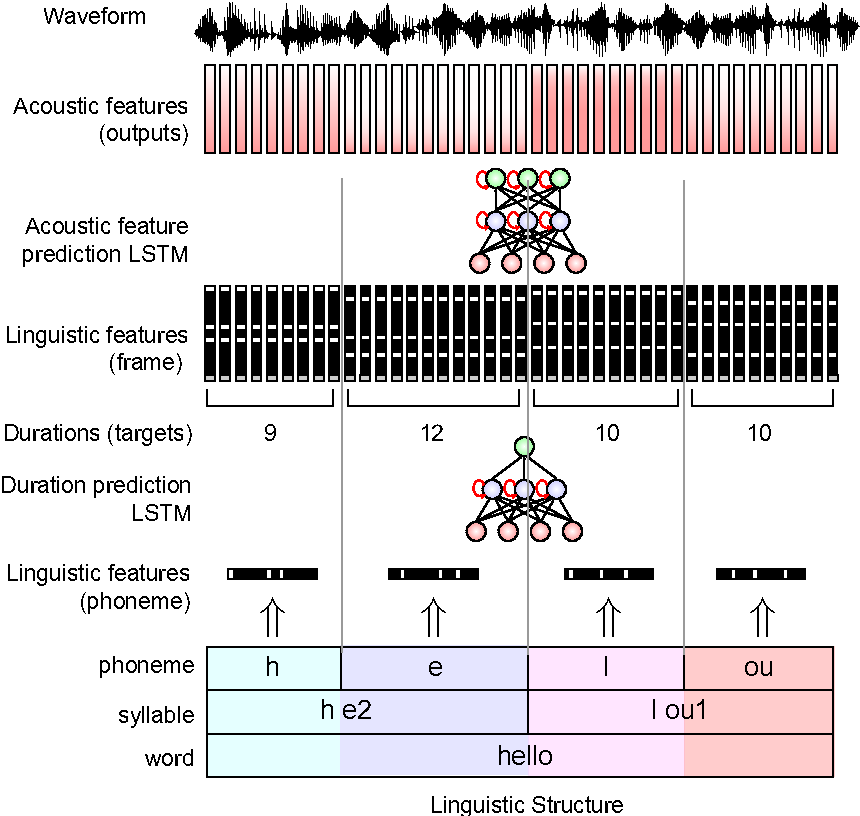 Waveform
Acoustic features
(outputs)
Acoustic feature
prediction LSTM
Linguistic features
(frame)
Durations (targets) 9 12 10 10
Duration prediction
LSTM
Linguistic features
(phoneme)
phoneme h e l ou
syllable h e2 l ou1
word hello
Linguistic Structure